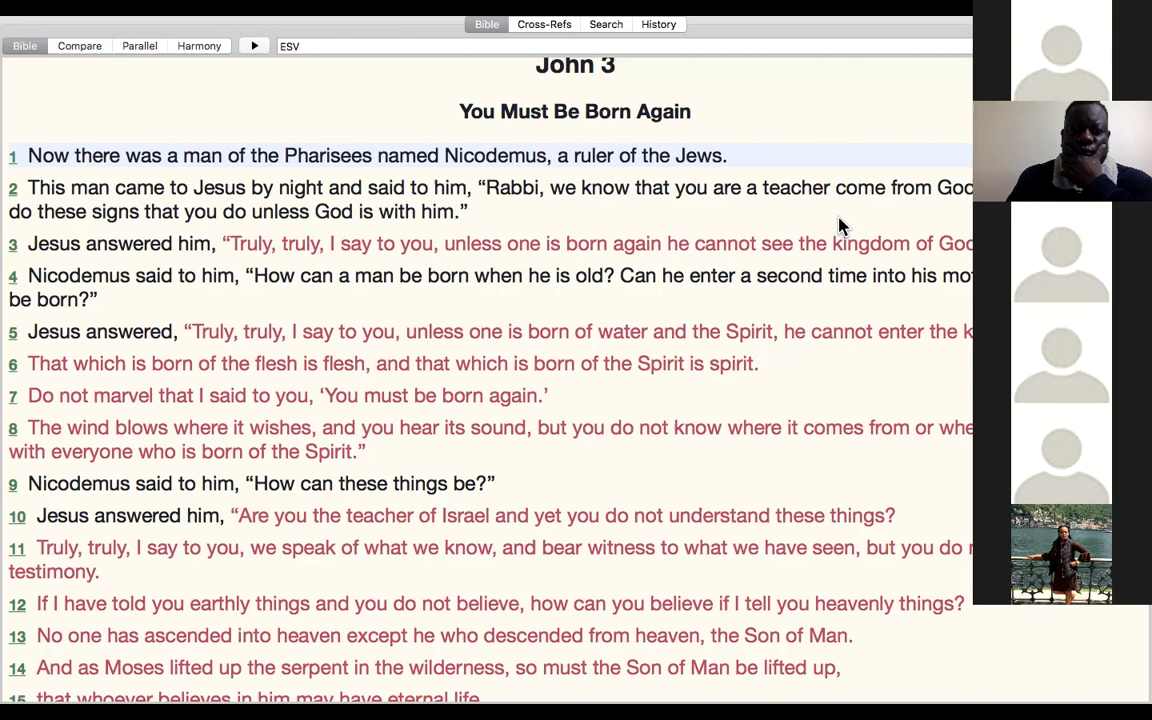 Bible Cross-Refs Search History
Bible Compare Parallel Harmony ESV
John 3
You Must Be Born Again
1 Now there was a man of the Pharisees named Nicodemus, a ruler of the Jews.
2 This man came to Jesus by night and said to him, “Rabbi, we know that you are a teacher come from God
do these signs that you do unless God is with him.”
3 Jesus answered him, “Truly, truly, I say to you, unless one is born again he cannot see the kingdom of God
4 Nicodemus said to him, “How can a man be born when he is old? Can he enter a second time into his
be born?”
5 Jesus answered, “Truly, truly, I say to you, unless one is born of water and the Spirit, he cannot enter the
6 That which is born of the flesh is flesh, and that which is born of the Spirit is spirit.
7 Do not marvel that I said to you, ‘You must be born again.’
8 The wind blows where it wishes, and you hear its sound, but you do not know where it comes from or
with everyone who is born of the Spirit.”
9 Nicodemus said to him, “How can these things be?”
10 Jesus answered him, “Are you the teacher of Israel and yet you do not understand these things?
11 Truly, truly, I say to you, we speak of what we know, and bear witness to what we have seen, but you do
testimony.
12 If I have told you earthly things and you do not believe, how can you believe if I tell you heavenly things?
13 No one has ascended into heaven except he who descended from heaven, the Son of Man.
14 And as Moses lifted up the serpent in the wilderness, so must the Son of Man be lifted up,
15 that whoever believes in him may have eternal life